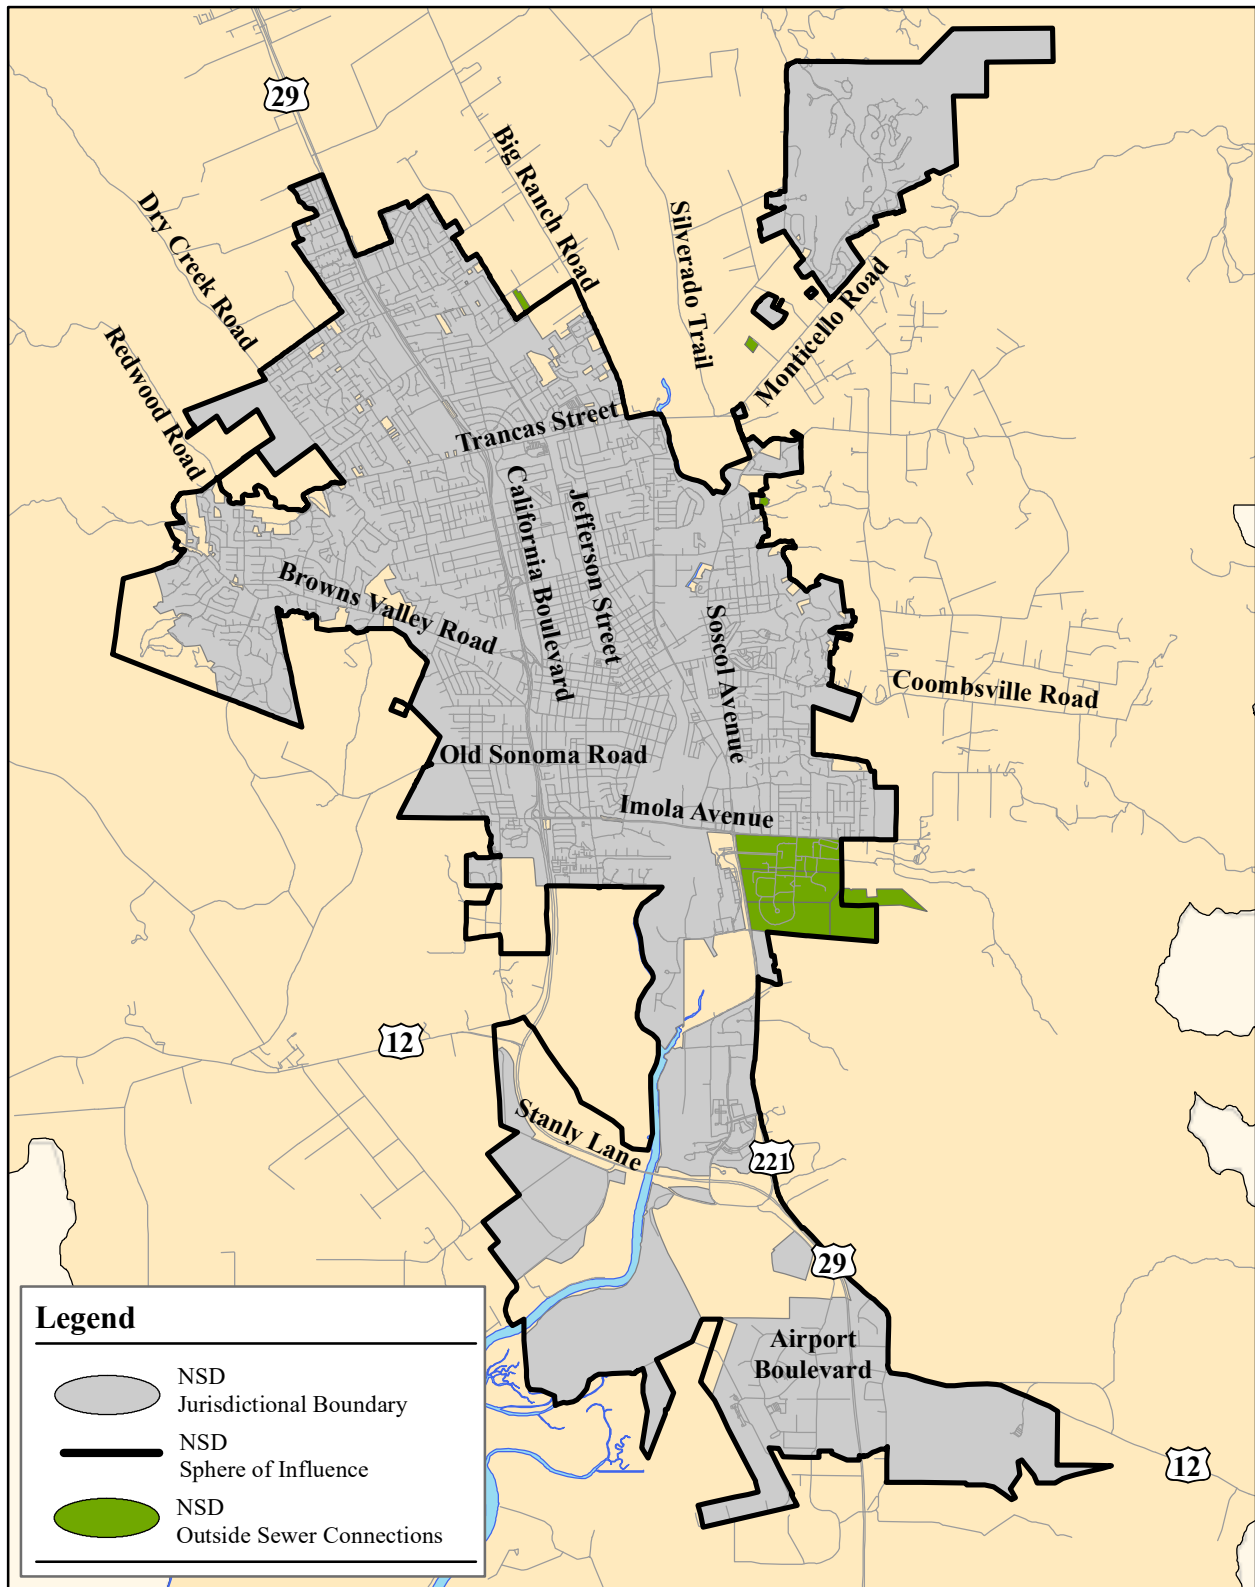 29
Big Ranch Road
Dry Creek Road
Silverado Trail
Redwood Road
Monticello Road
Trancas Street
California Boulevard
Jefferson Street
Browns Valley Road
Soscol Avenue
Coombsville Road
Old Sonoma Road
Imola Avenue
12
Stanly Lane
221
29
Airport
Boulevard
12
Legend
NSD
Jurisdictional Boundary
NSD
Sphere of Influence
NSD
Outside Sewer Connections